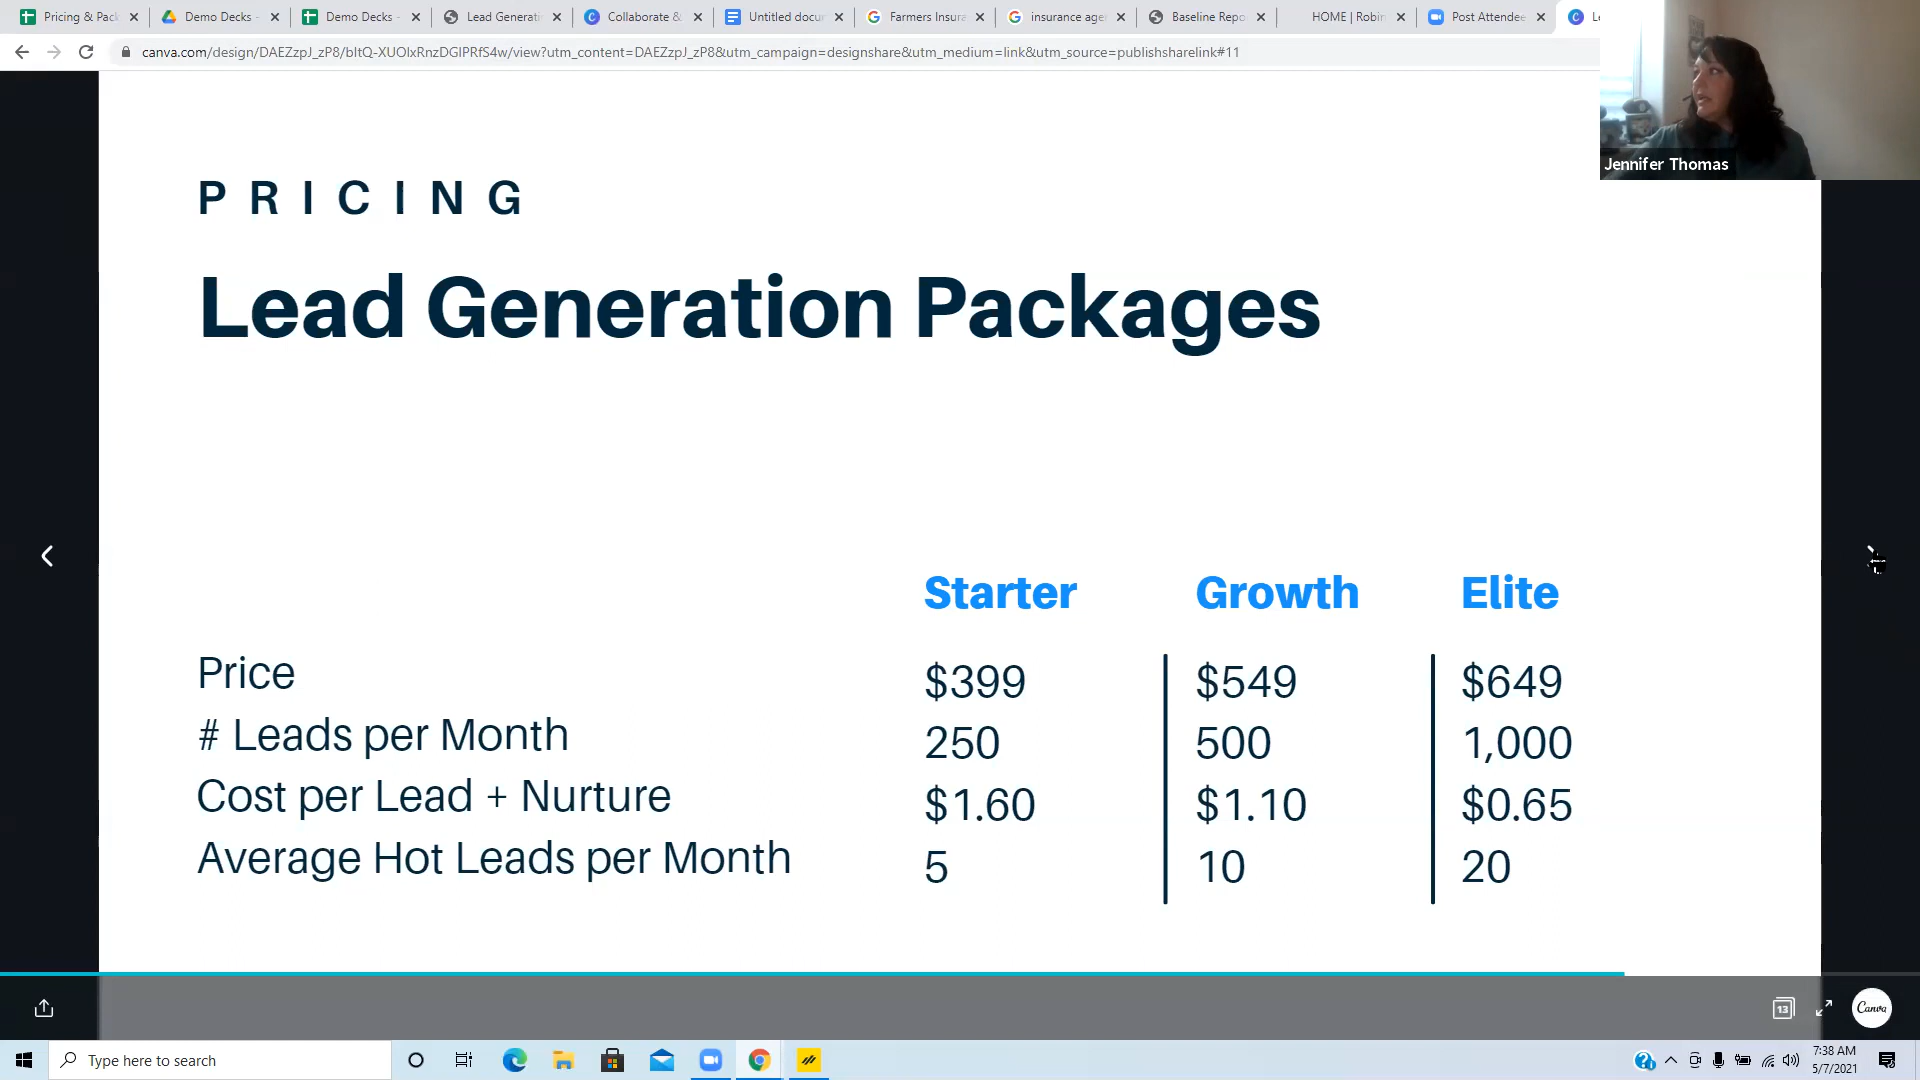 Pricing & Pack
Demo Decks -
Demo Decks -
Lead Generati
Collaborate &
Untitled docu
Farmers Insura
insurance age
Baseline Repo
HOME | Robin
Post Attendee
Le
canva.com/design/DAEZzpJ_zP8/bItQ-XUOlxRnzDGIPRfS4w/view?utm_content=DAEZzpJ_zP8&utm_campaign=designshare&utm_medium=link&utm_source=publishsharelink#11
Jennifer Thomas
PRICING
Lead Generation Packages
Starter Growth Elite
Price $399 $549 $649
# Leads per Month 250 500 1,000
Cost per Lead + Nurture $1.60 $1.10 $0.65
Average Hot Leads per Month 5 10 20
13
Canva
Type here to search
7:38 AM
5/7/2021